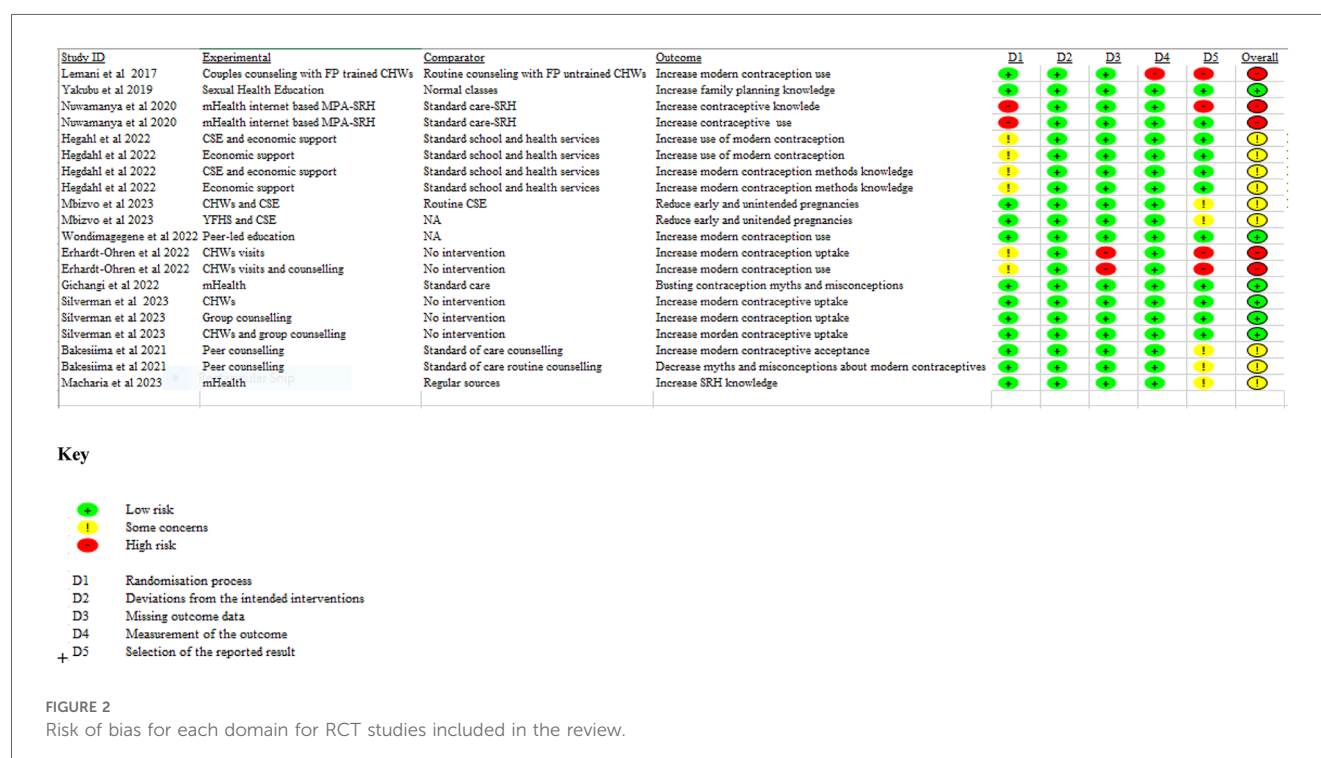 Study ID Experimental Comparator Outcome D1 D2 D3 D4 D5 Overall
Lemani et al 2017 Couples counseling with FP trained CHWs Routine counseling with FP untrained CHWs Increase modern contraception use + + + - - -
Yakubu et al 2019 Sexual Health Education Normal classes Increase family planning knowledge + + + + + +
Nuwamanya et al 2020 mHealth internet based MPA-SRH Standard care-SRH Increase contraceptive knowlede - + + + - -
Nuwamanya et al 2020 mHealth internet based MPA-SRH Standard care-SRH Increase contraceptive use - + + + + -
Hegahl et al 2022 CSE and economic support Standard school and health services Increase use of modern contraception ! + + + + !
Hegdahl et al 2022 Economic support Standard school and health services Increase use of modern contraception ! + + + + !
Hegdahl et al 2022 CSE and economic support Standard school and health services Increase modern contraception methods knowledge ! + + + + !
Hegdahl et al 2022 Economic support Standard school and health services Increase modern contraception methods knowledge ! + + + + !
Mbizvo et al 2023 CHWs and CSE Routine CSE Reduce early and unintended pregnancies + + + + ! !
Mbizvo et al 2023 YFHS and CSE NA Reduce early and unitended pregnancies + + + + ! !
Wondimagegene et al 2022 Peer-led education NA Increase modern contraception use + + + + + +
Erhardt-Ohren et al 2022 CHWs visits No intervention Increase modern contraception uptake ! + - + - -
Erhardt-Ohren et al 2022 CHWs visits and counselling No intervention Increase modern contraception use ! + - + - -
Gichangi et al 2022 mHealth Standard care Busting contraception myths and misconceptions + + + + + +
Silverman et al 2023 CHWs No intervention Increase modern contraceptive uptake + + + + + +
Silverman et al 2023 Group counselling No intervention Increase modern contraception uptake + + + + + +
Silverman et al 2023 CHWs and group counselling No intervention Increase morden contraceptive uptake + + + + + +
Bakesiima et al 2021 Peer counselling Standard of care counselling Increase modern contraceptive acceptance + + + + ! !
Bakesiima et al 2021 Peer counselling Standard of care routine counselling Decrease myths and misconceptions about modern contraceptives + + + + ! !
Macharia et al 2023 mHealth Regular sources Increase SRH knowledge + + + + ! !
Key
+ Low risk
! Some concerns
- High risk
D1 Randomisation process
D2 Deviations from the intended interventions
D3 Missing outcome data
D4 Measurement of the outcome
+ D5 Selection of the reported result
FIGURE 2
Risk of bias for each domain for RCT studies included in the review.